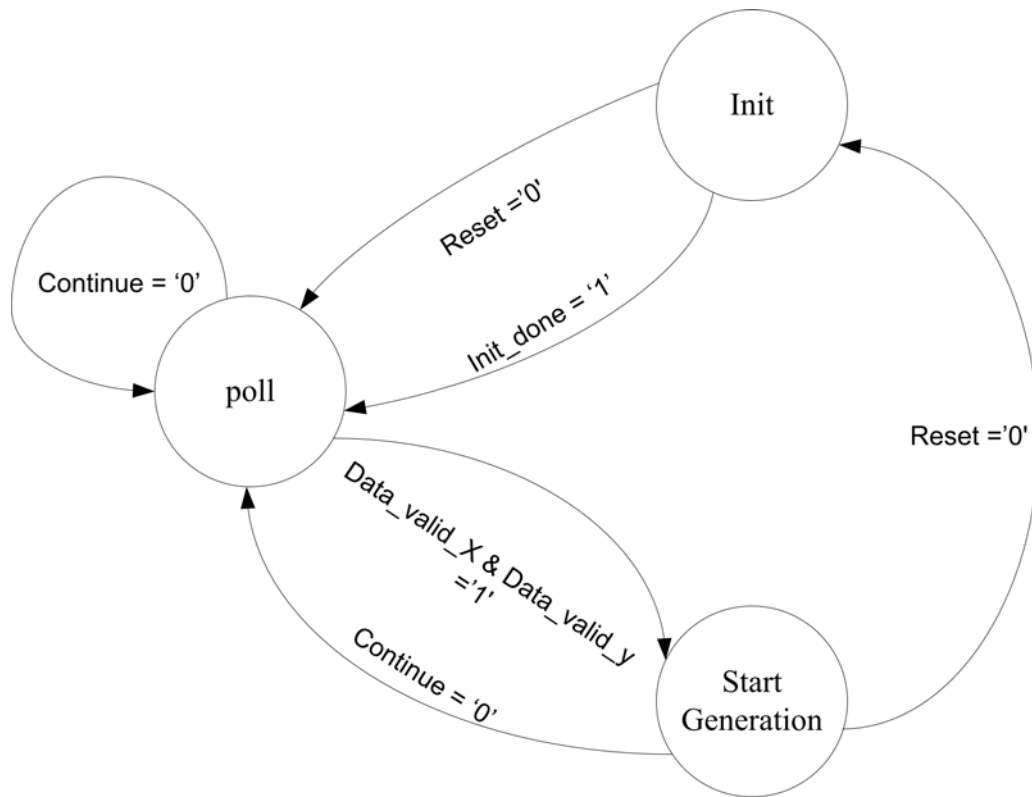 Init
Reset ='0'
Continue = ‘0’
Init_done = ‘1’
poll
Reset ='0'
Data_valid_X & Data_valid_y
='1'
Continue = ‘0’
Start
Generation